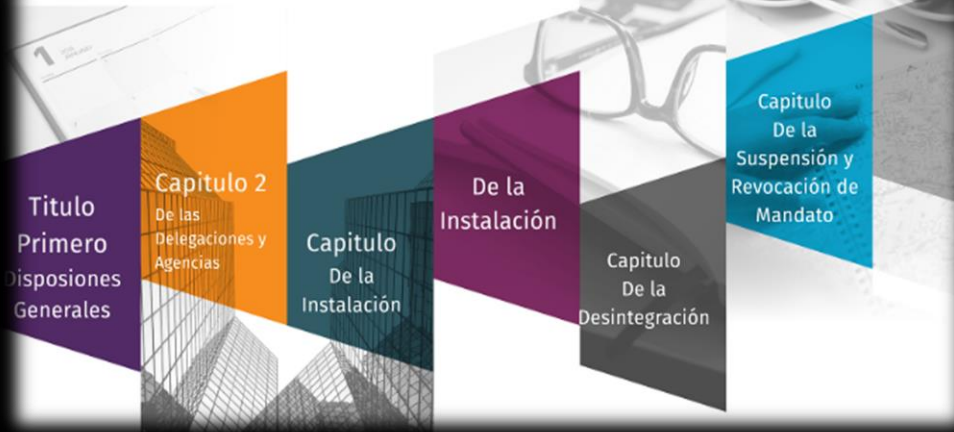 Titulo
Primero
Disposiones
Generales
Capitulo 2
De las
Delegaciones y
Agencias
Capitulo
De la
Instalación
De la
Instalación
Capitulo
De la
Desintegración
Capitulo
De la
Suspensión y
Revocación de
Mandato
1